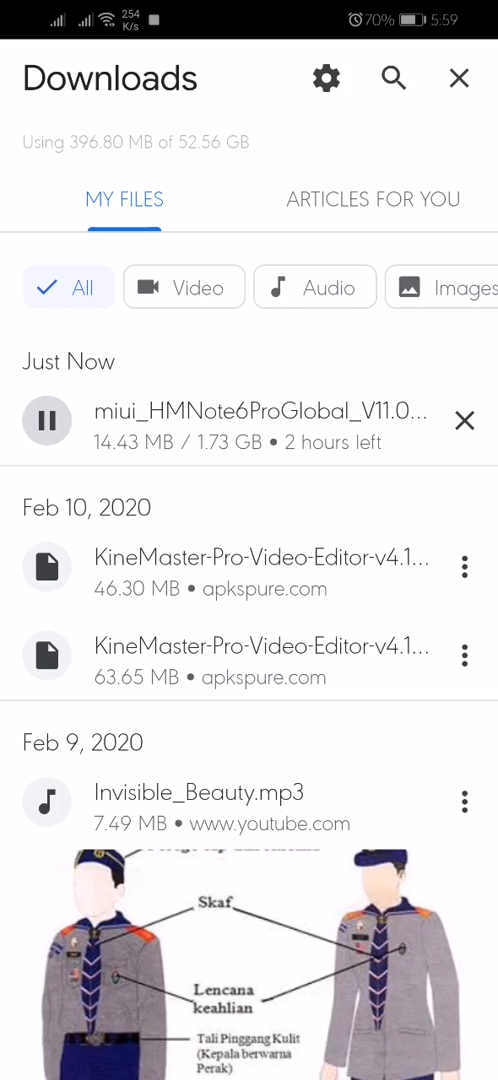 254
K/s
70%
5:59
Downloads
Using 396.80 MB of 52.56 GB
MY FILES
ARTICLES FOR YOU
All
Video
Audio
Images
Just Now
miui_HMNote6ProGlobal_V11.0...
14.43 MB / 1.73 GB • 2 hours left
Feb 10, 2020
KineMaster-Pro-Video-Editor-v4.1...
46.30 MB • apkspure.com
KineMaster-Pro-Video-Editor-v4.1...
63.65 MB • apkspure.com
Feb 9, 2020
Invisible_Beauty.mp3
7.49 MB • www.youtube.com
Skaf
Lencana
keahlian
Tali Pinggang Kulit
(Kepala berwarna
Perak)